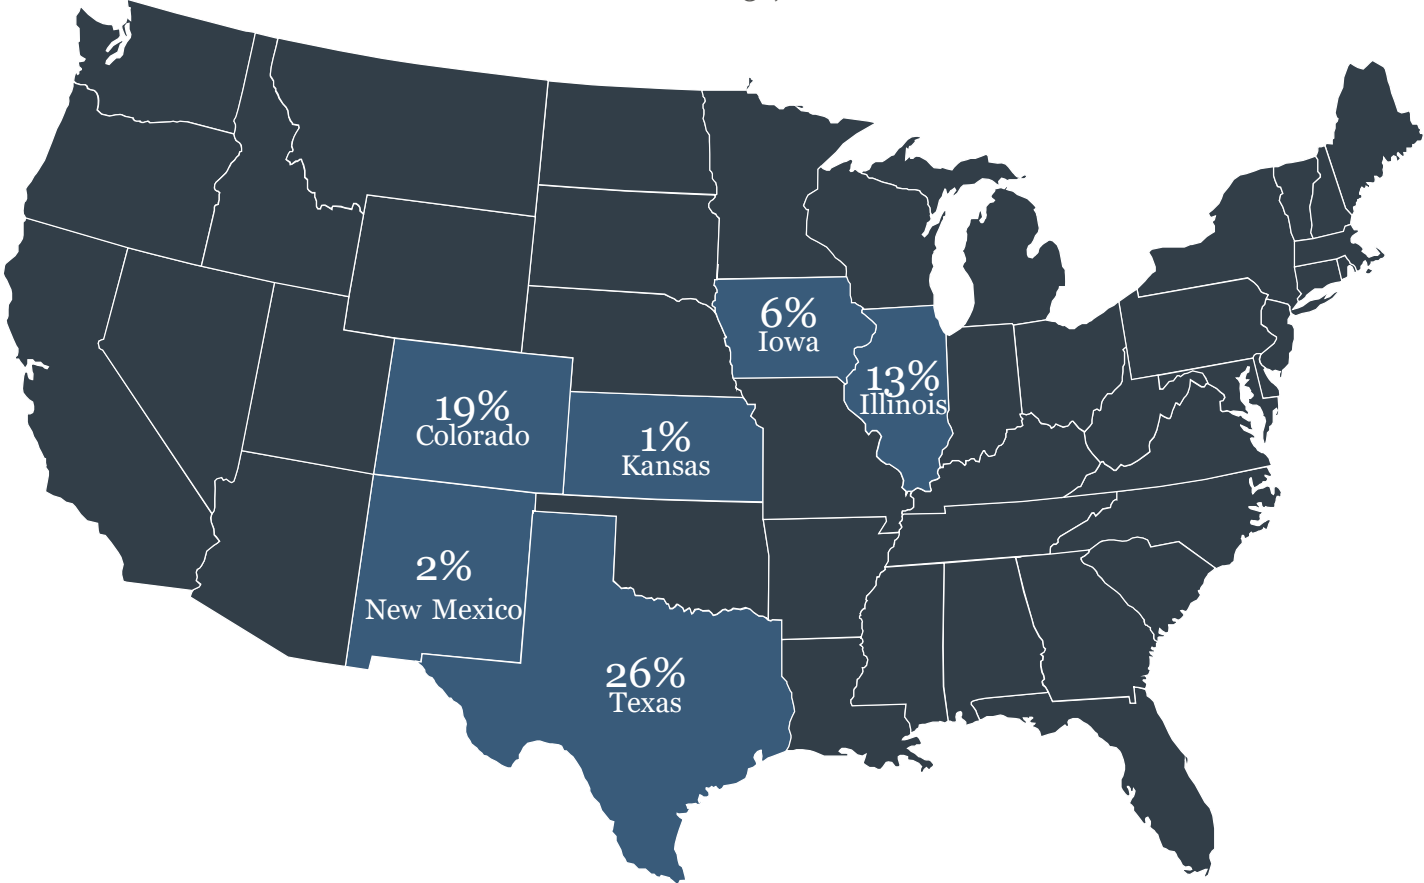 6%
Iowa
13%
Illinois
19%
Colorado
1%
Kansas
2%
New Mexico
26%
Texas